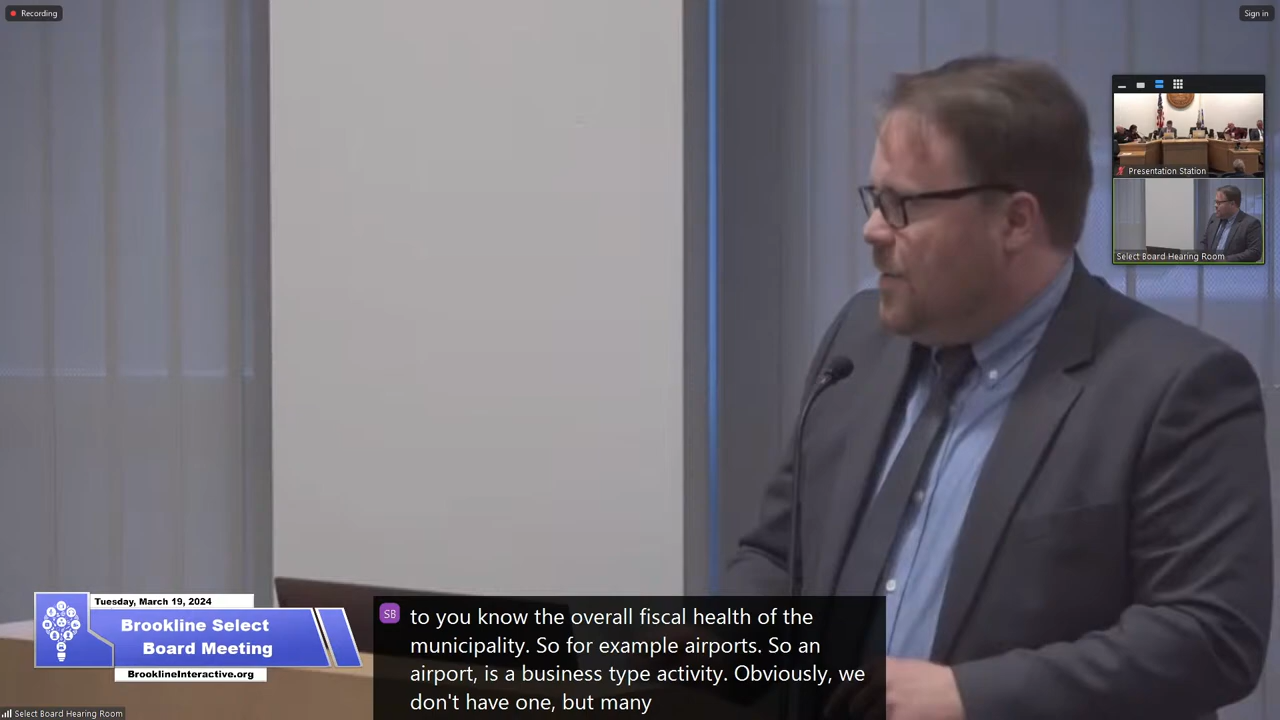 Recording
Sign in
Presentation Station
Select Board Hearing Room
Tuesday, March 19, 2024
Brookline Select
Board Meeting
BrooklineInteractive.org
SB
to you know the overall fiscal health of the
municipality. So for example airports. So an
airport, is a business type activity. Obviously, we
don't have one, but many
Select Board Hearing Room